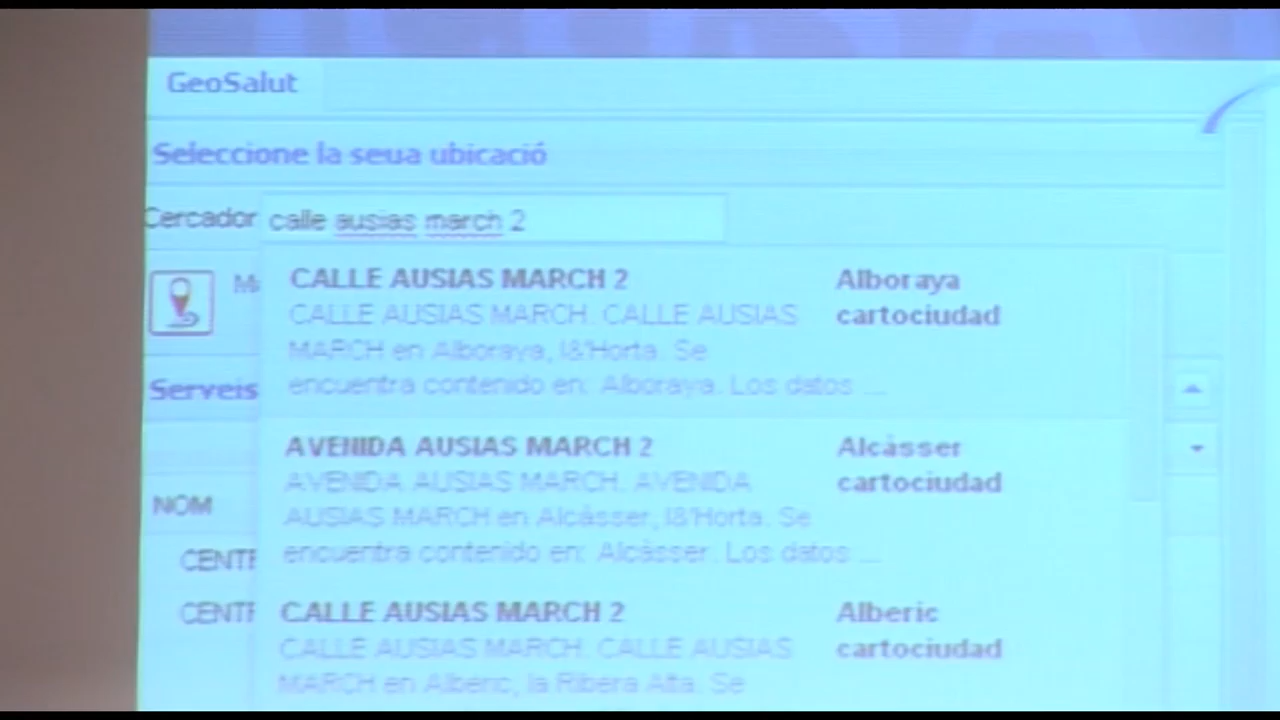 GeoSalut
Seleccione la seua ubicació
Cercador calle ausias march 2
CALLE AUSIAS MARCH 2 Alboraya
CALLE AUSIAS MARCH. CALLE AUSIAS cartociudad
MARCH en Alboraya, l&'Horta. Se
encuentra contenido en: Alboraya. Los datos ...
Serveis
AVENIDA AUSIAS MARCH 2 Alcàsser
AVENIDA AUSIAS MARCH. AVENIDA cartociudad
NOM
AUSIAS MARCH en Alcàsser, l&'Horta. Se
CENTR encuentra contenido en: Alcàsser. Los datos ...
CENTR CALLE AUSIAS MARCH 2 Alberic
CALLE AUSIAS MARCH. CALLE AUSIAS cartociudad
MARCH en Alberic, la Ribera Alta. Se